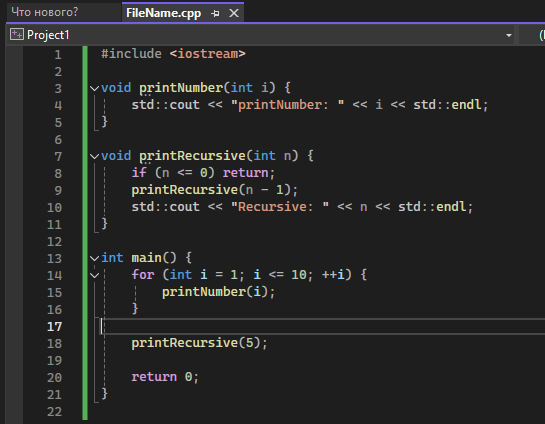 Что нового? FileName.cpp
Project1
1 #include <iostream>
2
3 void printNumber(int i) {
4     std::cout << "printNumber: " << i << std::endl;
5 }
6
7 void printRecursive(int n) {
8     if (n <= 0) return;
9     printRecursive(n - 1);
10     std::cout << "Recursive: " << n << std::endl;
11 }
12
13 int main() {
14     for (int i = 1; i <= 10; ++i) {
15         printNumber(i);
16     }
17
18     printRecursive(5);
19
20     return 0;
21 }
22